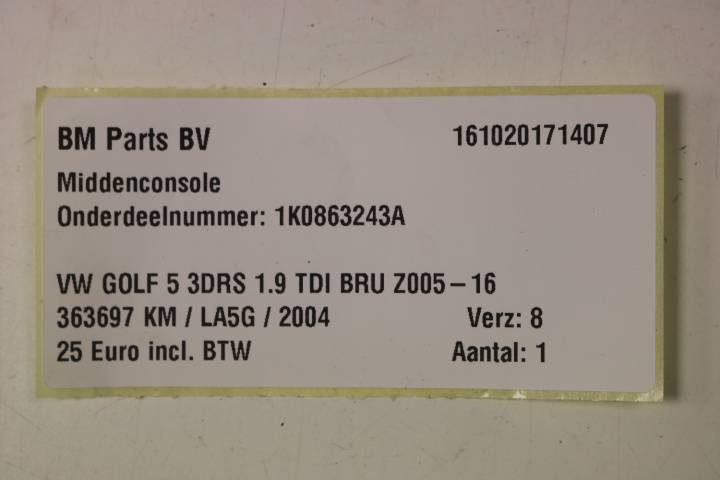 BM Parts BV 161020171407
Middenconsole
Onderdeelnummer: 1K0863243A
VW GOLF 5 3DRS 1.9 TDI BRU Z005-16
363697 KM / LA5G / 2004 Verz: 8
25 Euro incl. BTW Aantal: 1